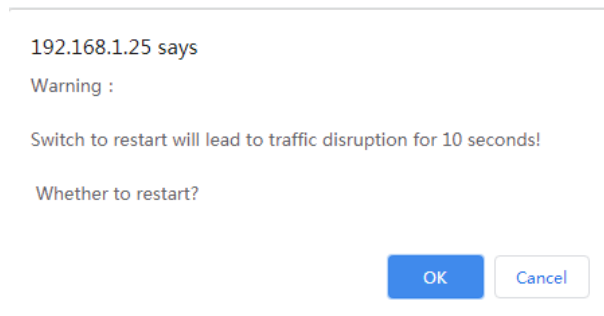 192.168.1.25 says
Warning :
Switch to restart will lead to traffic disruption for 10 seconds!
Whether to restart?
OK
Cancel